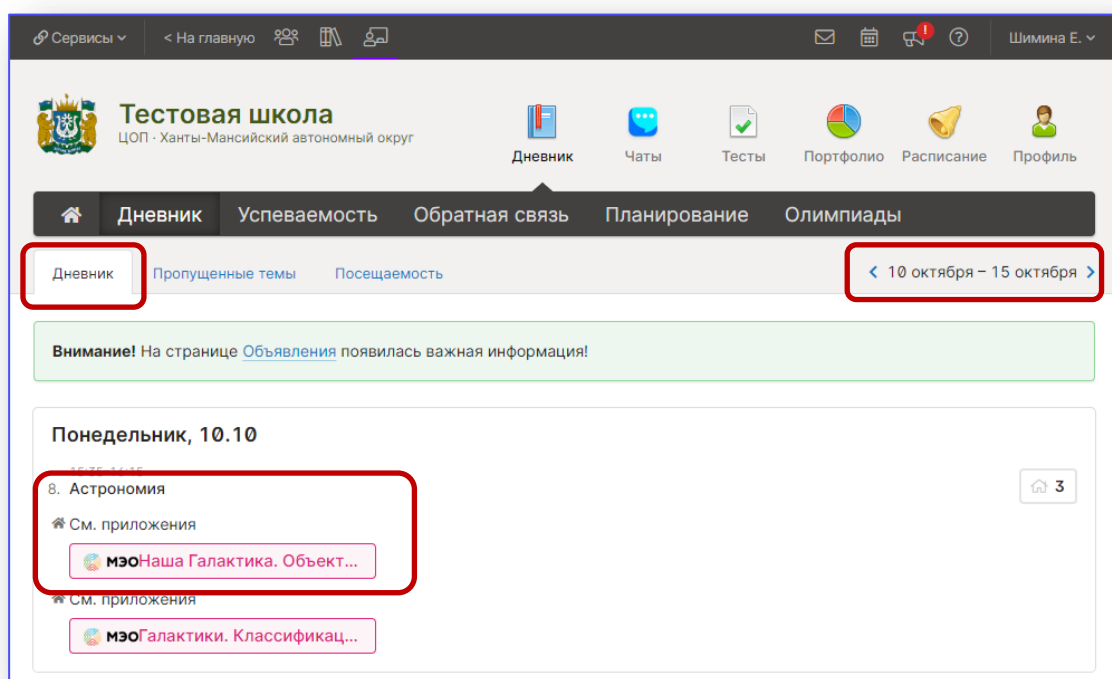 Сервисы < На главную Шимина Е.
Тестовая школа
ЦОП · Ханты-Мансийский автономный округ
Дневник Чаты Тесты Портфолио Расписание Профиль
Дневник Успеваемость Обратная связь Планирование Олимпиады
Дневник Пропущенные темы Посещаемость < 10 октября – 15 октября >
Внимание! На странице Объявления появилась важная информация!
Понедельник, 10.10
8. Астрономия 3
См. приложения
мэоНаша Галактика. Объект...
См. приложения
мэоГалактики. Классификац...